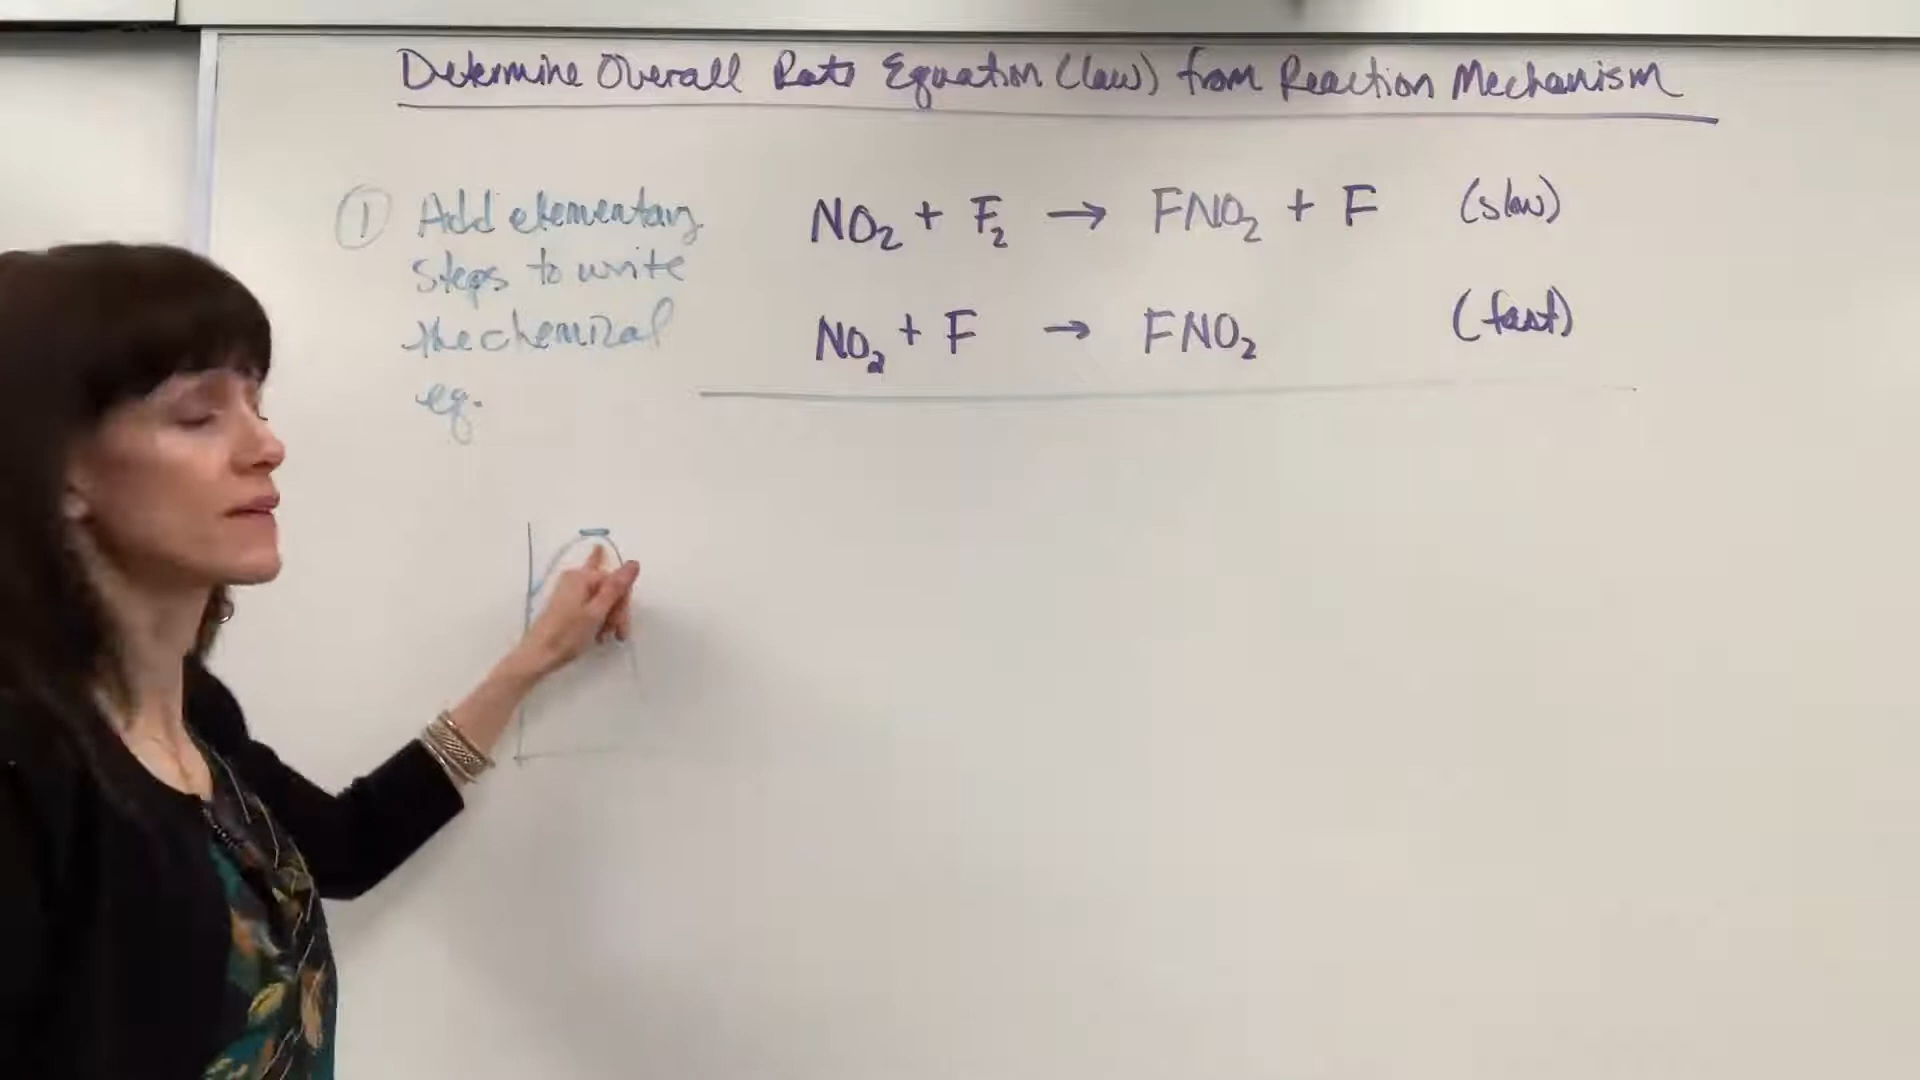 Determine Overall Rate Equation (law) from Reaction Mechanism
① Add elementary
steps to write
the chemical
eq.
NO₂ + F₂ → FNO₂ + F (slow)
NO₂ + F → FNO₂ (fast)